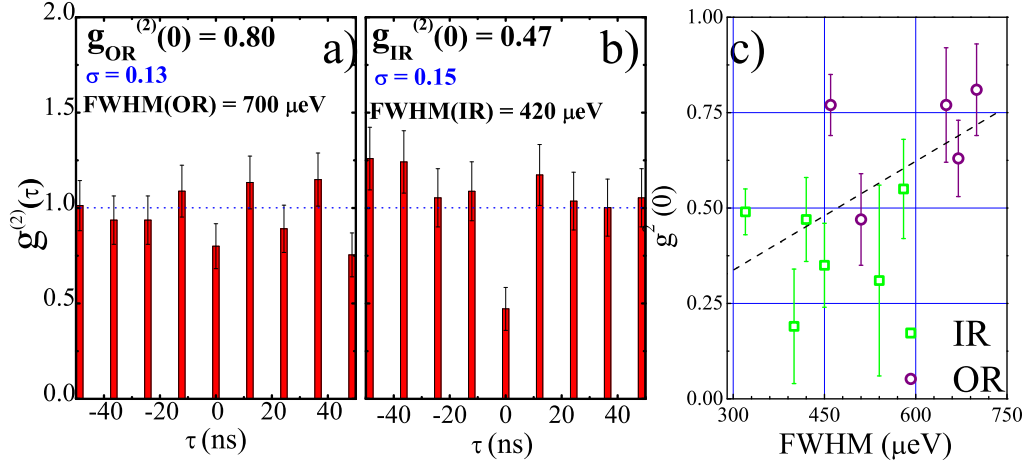 g_OR^(2)(0) = 0.80
a)
σ = 0.13
FWHM(OR) = 700 μeV
g^(2)(τ)
2.0
1.5
1.0
0.5
0.0
-40 -20 0 20 40
τ (ns)
g_IR^(2)(0) = 0.47
b)
σ = 0.15
FWHM(IR) = 420 μeV
-40 -20 0 20 40
τ (ns)
c)
g^2(0)
1.00
0.75
0.50
0.25
0.00
IR
OR
300 450 600 750
FWHM (μeV)